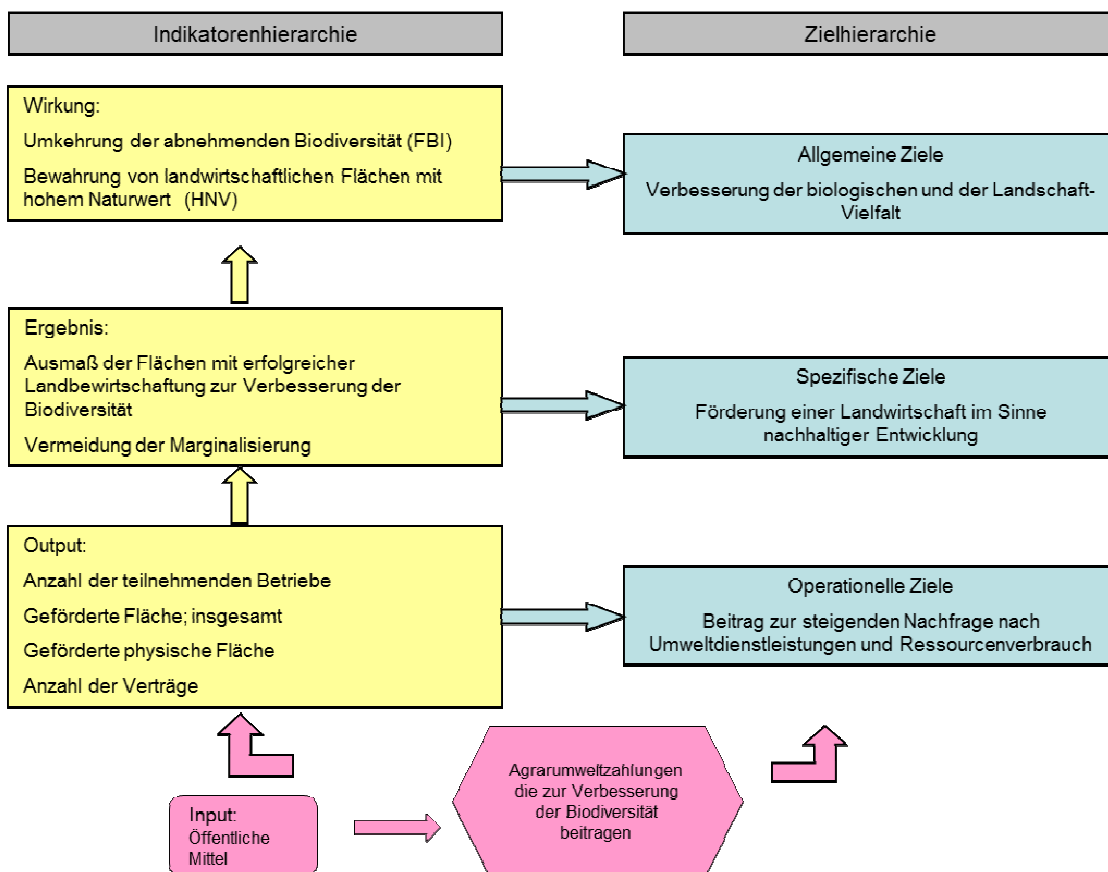 Indikatorenhierarchie
Zielhierarchie
Wirkung:
Umkehrung der abnehmenden Biodiversität (FBI)
Bewahrung von landwirtschaftlichen Flächen mit
hohem Naturwert (HNV)
Allgemeine Ziele
Verbesserung der biologischen und der Landschaft-
Vielfalt
Ergebnis:
Ausmaß der Flächen mit erfolgreicher
Landbewirtschaftung zur Verbesserung der
Biodiversität
Vermeidung der Marginalisierung
Spezifische Ziele
Förderung einer Landwirtschaft im Sinne
nachhaltiger Entwicklung
Output:
Anzahl der teilnehmenden Betriebe
Geförderte Fläche; insgesamt
Geförderte physische Fläche
Anzahl der Verträge
Operationelle Ziele
Beitrag zur steigenden Nachfrage nach
Umweltdienstleistungen und Ressourcenverbrauch
Input:
Öffentliche
Mittel
Agrarumweltzahlungen
die zur Verbesserung
der Biodiversität
beitragen